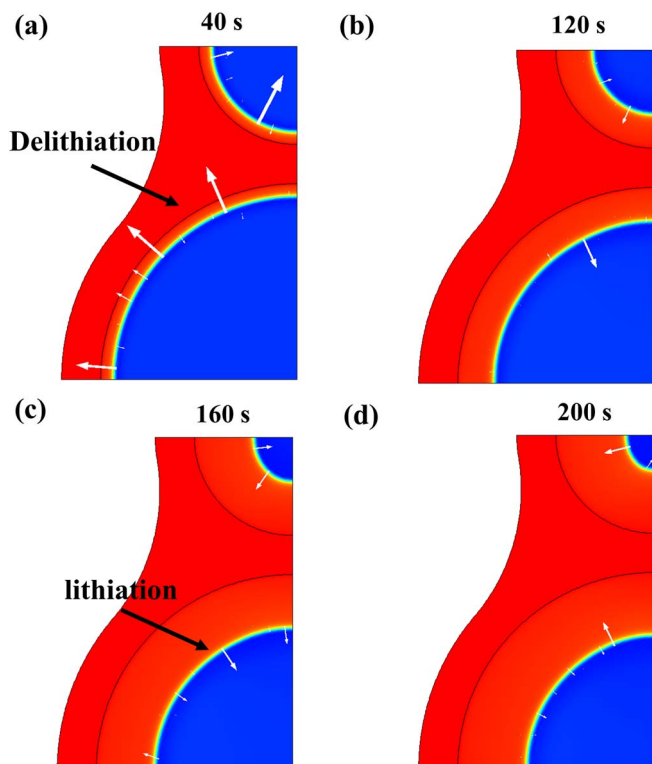 (a)
40 s
(b)
120 s
Delithiation
(c)
160 s
(d)
200 s
lithiation